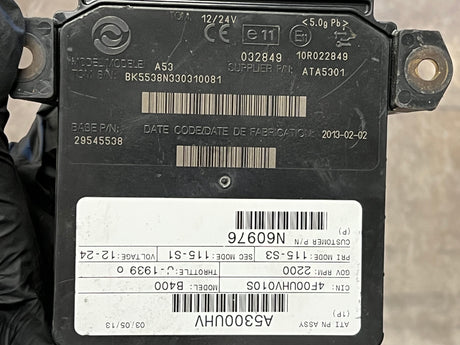 TCM 12/24V e11 <5.0g Pb>
032849 10R022849
MODEL/MODELE A53 SUPPLIER P/N: ATA5301
TCM S/N: BK5538N330310081
BASE P/N: DATE CODE/DATE DE FABRICATION: 2013-02-02
29545538
ATI PN ASSY (1P) 03/05/13
A5300UHV
CIN: 4F00UHV010S MODEL: B400
GOV RPM: 2200 THROTTLE: J-1939 o
PRI MODE: 115-S3 SEC MODE: 115-S1 VOLTAGE: 12-24
CUSTOMER P/N N60976
(P)